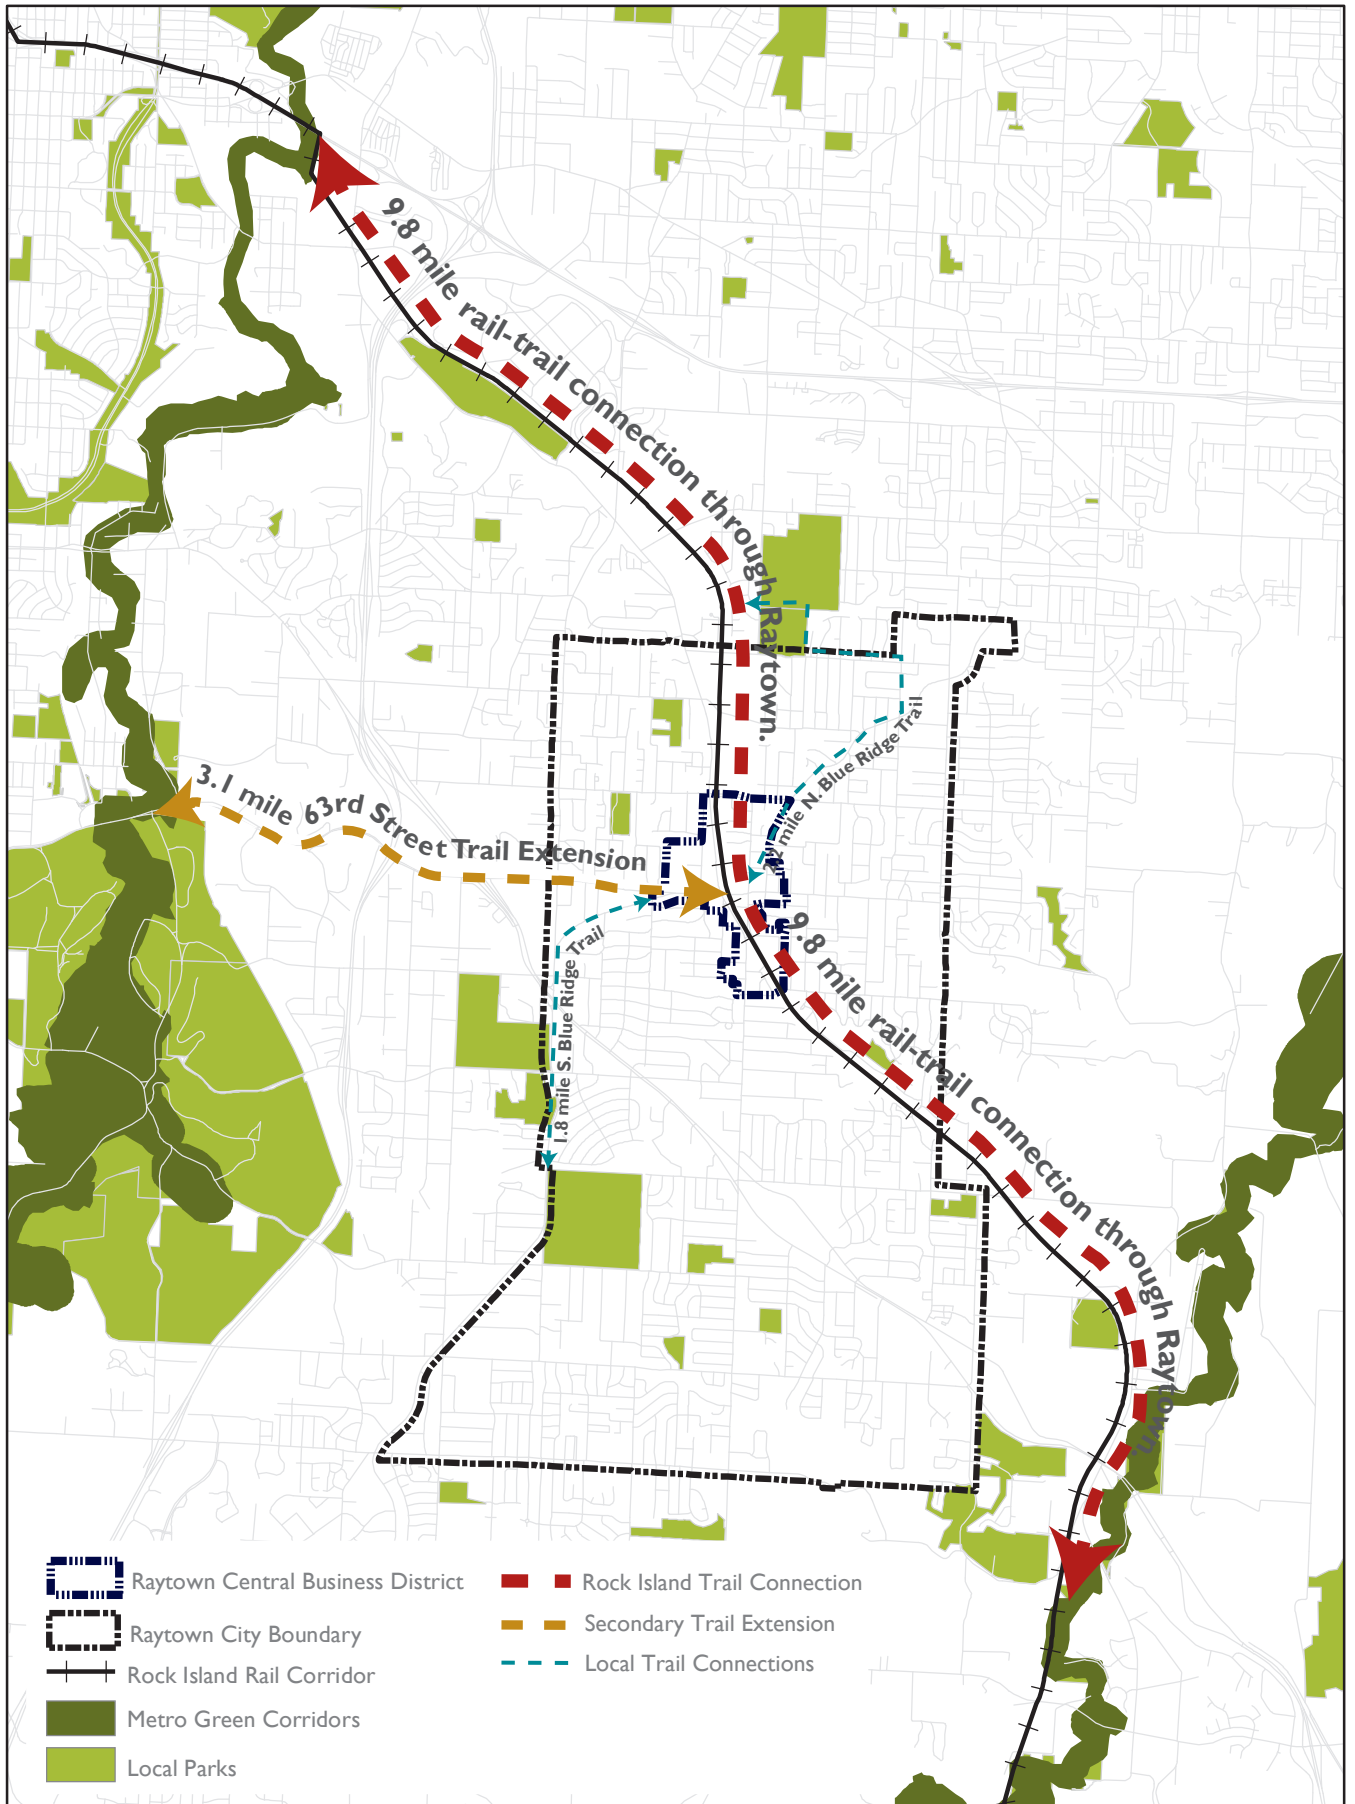 9.8 mile rail-trail connection through Raytown.
N. Blue Ridge Trail
mile
3.1 mile 63rd Street Trail Extension
1.8 mile S. Blue Ridge Trail
9.8 mile rail-trail connection through Raytown.
Raytown Central Business District
Raytown City Boundary
Rock Island Rail Corridor
Metro Green Corridors
Local Parks
Rock Island Trail Connection
Secondary Trail Extension
Local Trail Connections